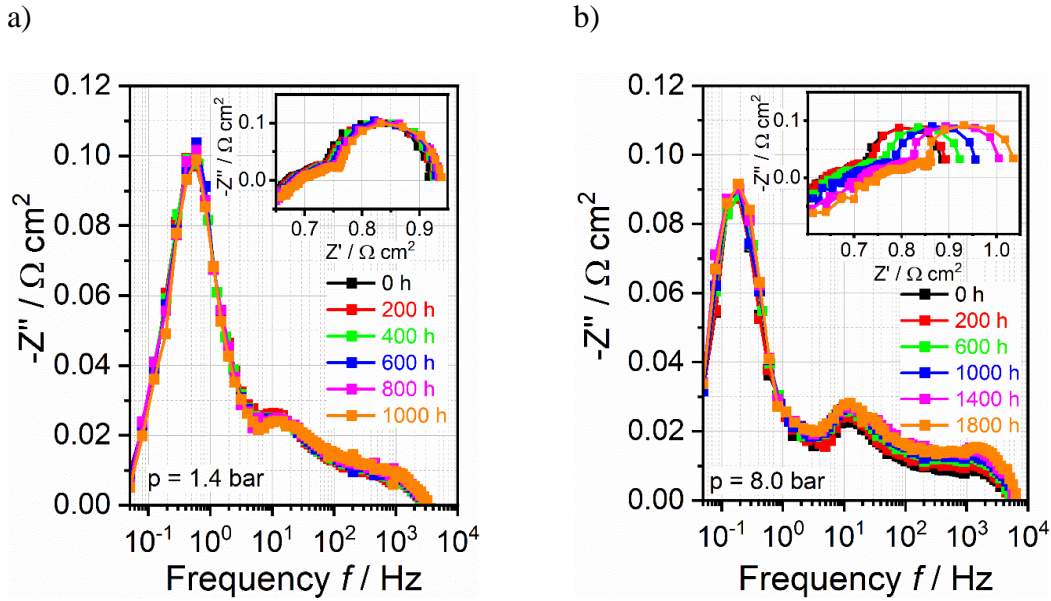 a)
-Z'' / Ω cm²
0.12
0.10
0.08
0.06
0.04
0.02
0.00
-Z'' / Ω cm²
0.1
0.0
0.7 0.8 0.9
Z' / Ω cm²
0 h
200 h
400 h
600 h
800 h
1000 h
p = 1.4 bar
10⁻¹ 10⁰ 10¹ 10² 10³ 10⁴
Frequency f / Hz
b)
-Z'' / Ω cm²
0.12
0.10
0.08
0.06
0.04
0.02
0.00
-Z'' / Ω cm²
0.1
0.0
0.7 0.8 0.9 1.0
Z' / Ω cm²
0 h
200 h
600 h
1000 h
1400 h
1800 h
p = 8.0 bar
10⁻¹ 10⁰ 10¹ 10² 10³ 10⁴
Frequency f / Hz